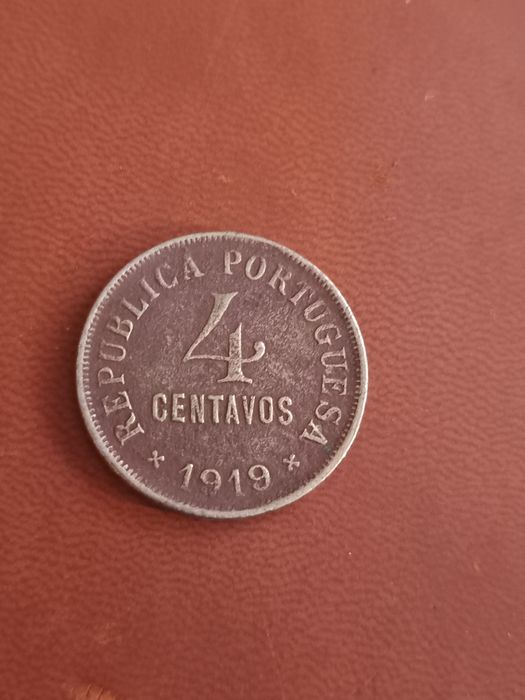 REPUBLICA PORTUGUESA
4
CENTAVOS
1919